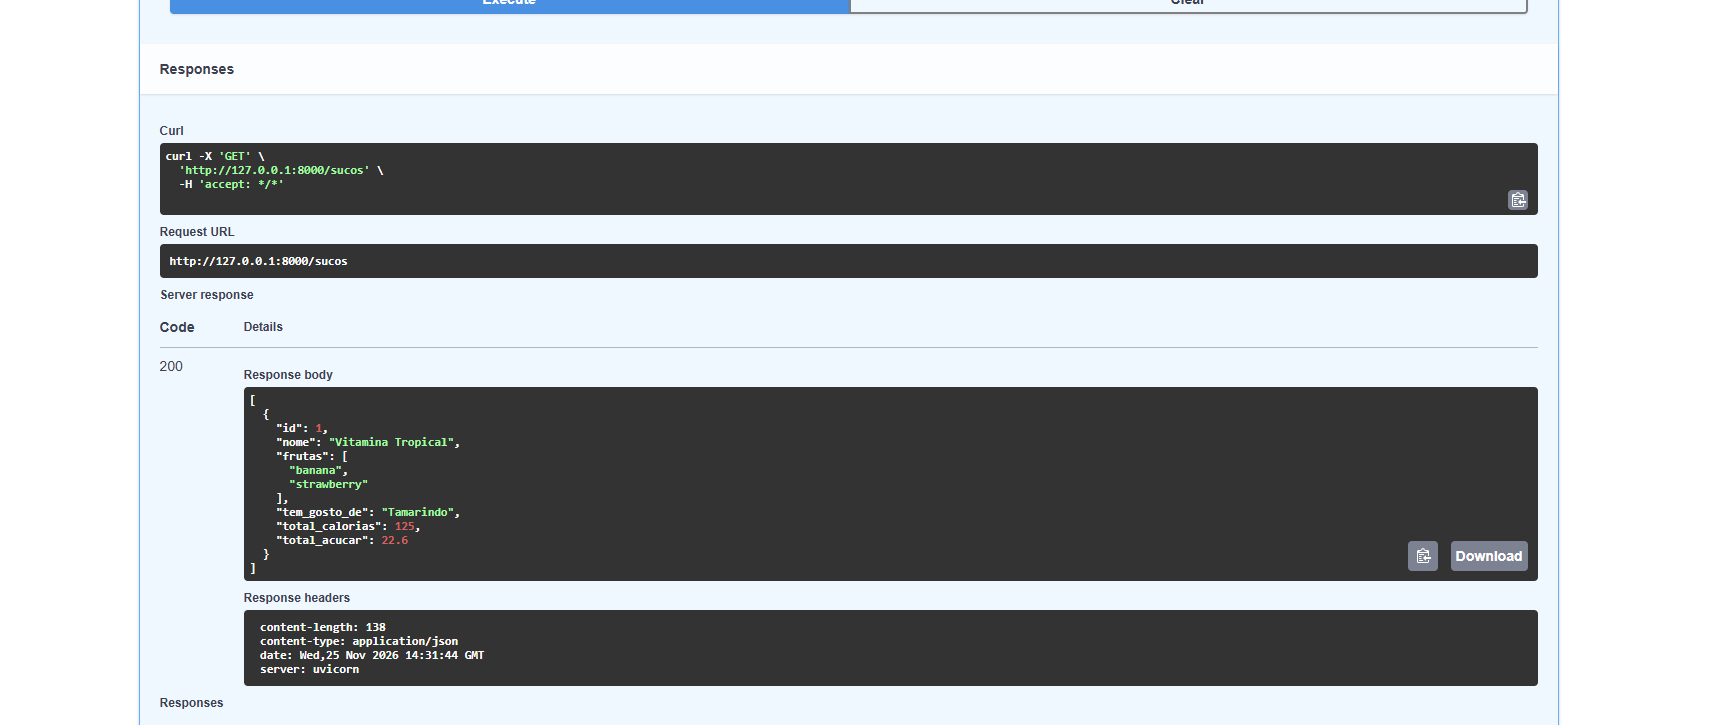 Execute
Clear
Responses
Curl
curl -X 'GET' \
'http://127.0.0.1:8000/sucos' \
-H 'accept: */*'
Request URL
http://127.0.0.1:8000/sucos
Server response
Code
Details
200
Response body
[
{
"id": 1,
"nome": "Vitamina Tropical",
"frutas": [
"banana",
"strawberry"
],
"tem_gosto_de": "Tamarindo",
"total_calorias": 125,
"total_acucar": 22.6
}
]
Download
Response headers
content-length: 138
content-type: application/json
date: Wed,25 Nov 2026 14:31:44 GMT
server: uvicorn
Responses